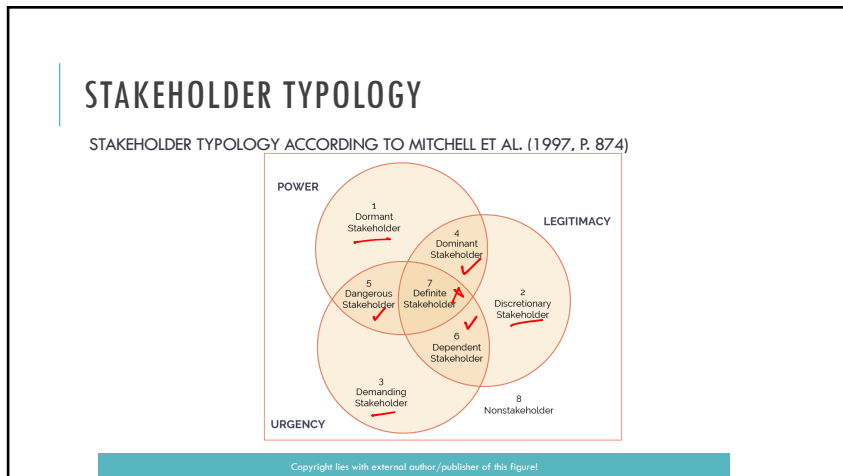 STAKEHOLDER TYPOLOGY
STAKEHOLDER TYPOLOGY ACCORDING TO MITCHELL ET AL. (1997, P. 874)
POWER
1
Dormant
Stakeholder
LEGITIMACY
4
Dominant
Stakeholder
5
Dangerous
Stakeholder
7
Definite
Stakeholder
2
Discretionary
Stakeholder
6
Dependent
Stakeholder
3
Demanding
Stakeholder
8
Nonstakeholder
URGENCY
Copyright lies with external author/publisher of this figure!